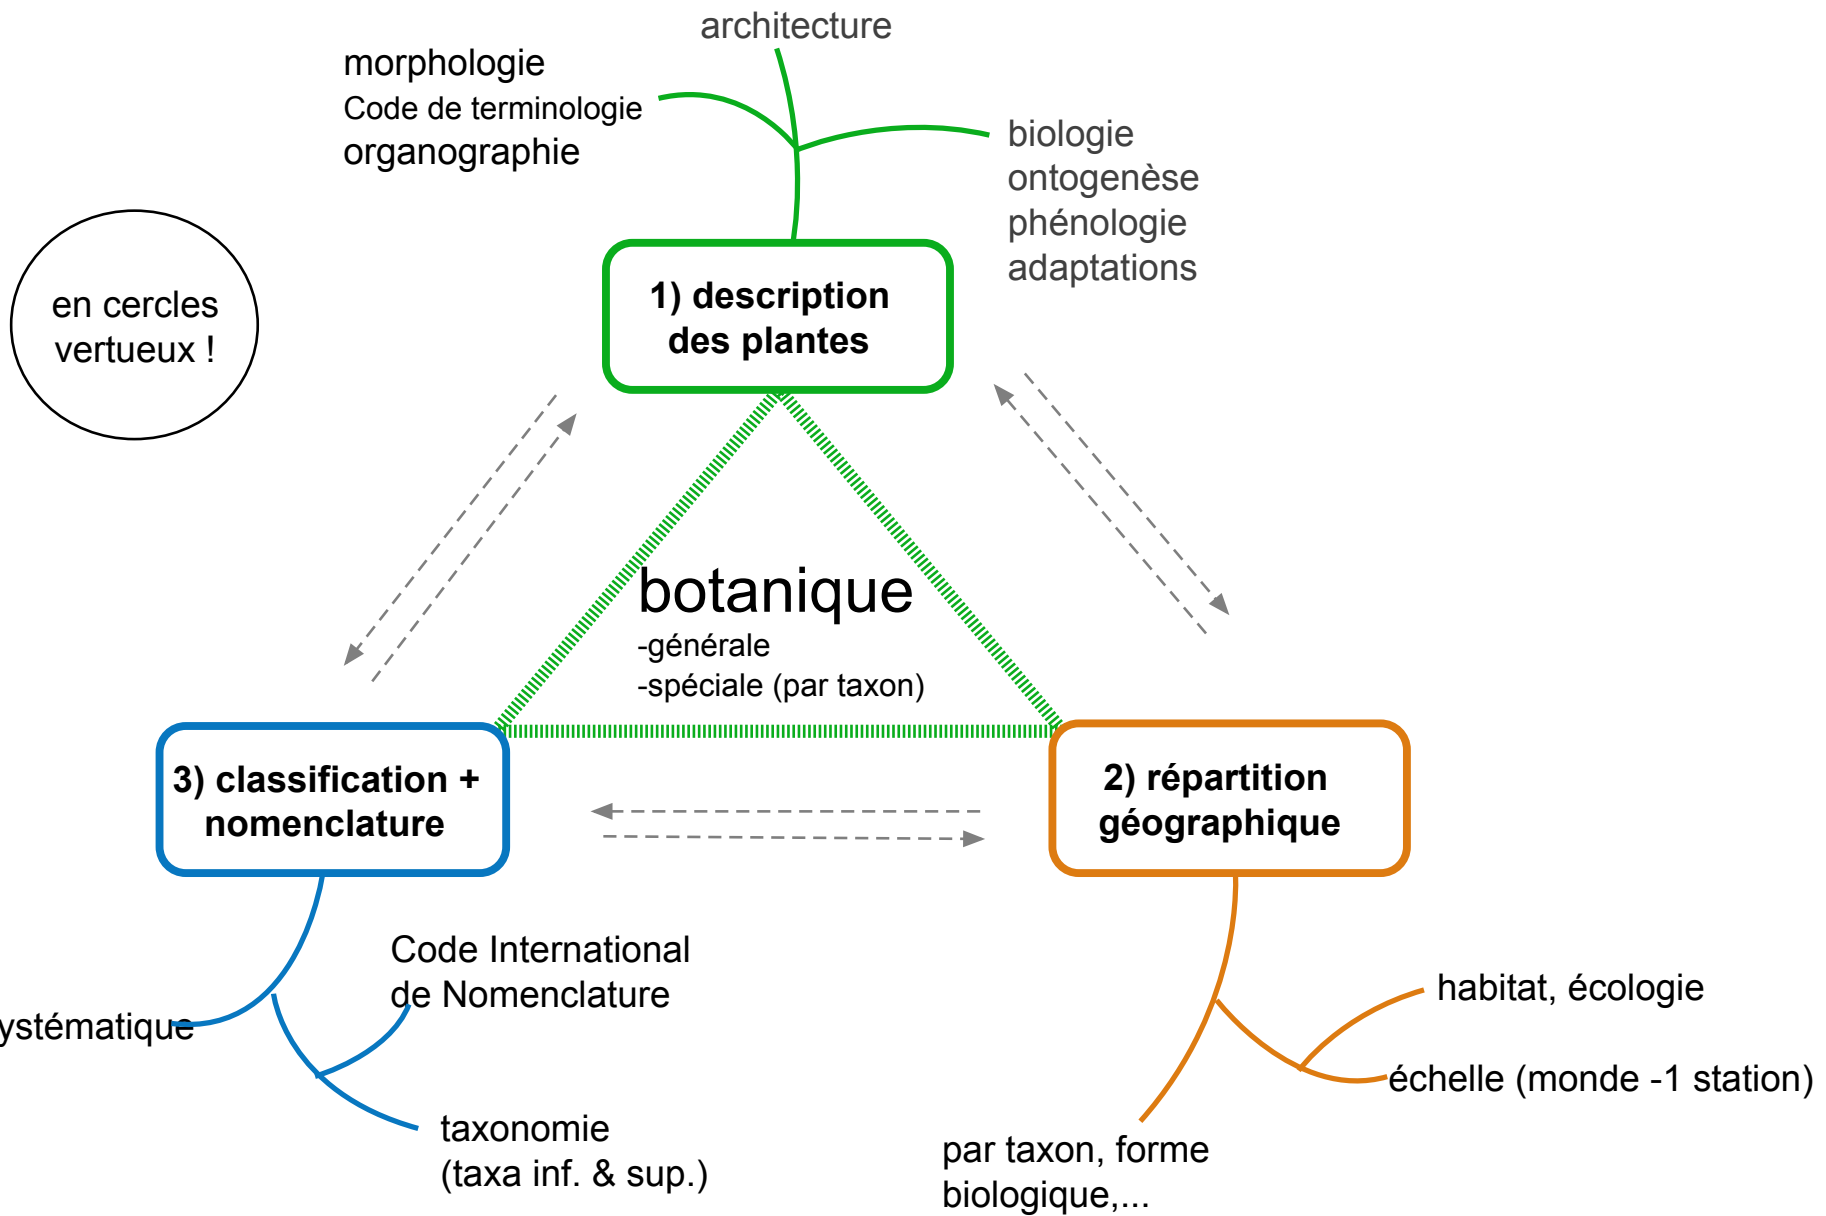 architecture
morphologie
Code de terminologie
organographie
biologie
ontogenèse
phénologie
adaptations
en cercles
vertueux !
1) description
des plantes
botanique
-générale
-spéciale (par taxon)
3) classification +
nomenclature
2) répartition
géographique
Code International
de Nomenclature
ystématique
habitat, écologie
échelle (monde -1 station)
taxonomie
(taxa inf. & sup.)
par taxon, forme
biologique,...